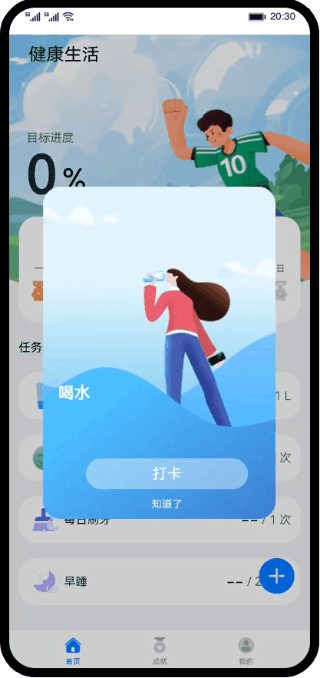 20:30
健康生活
目标进度
0 %
10
一
日
任务
喝水
1 L
次
打卡
知道了
每日刷牙
-- / 1 次
早睡
-- / 2
首页
成就
我的